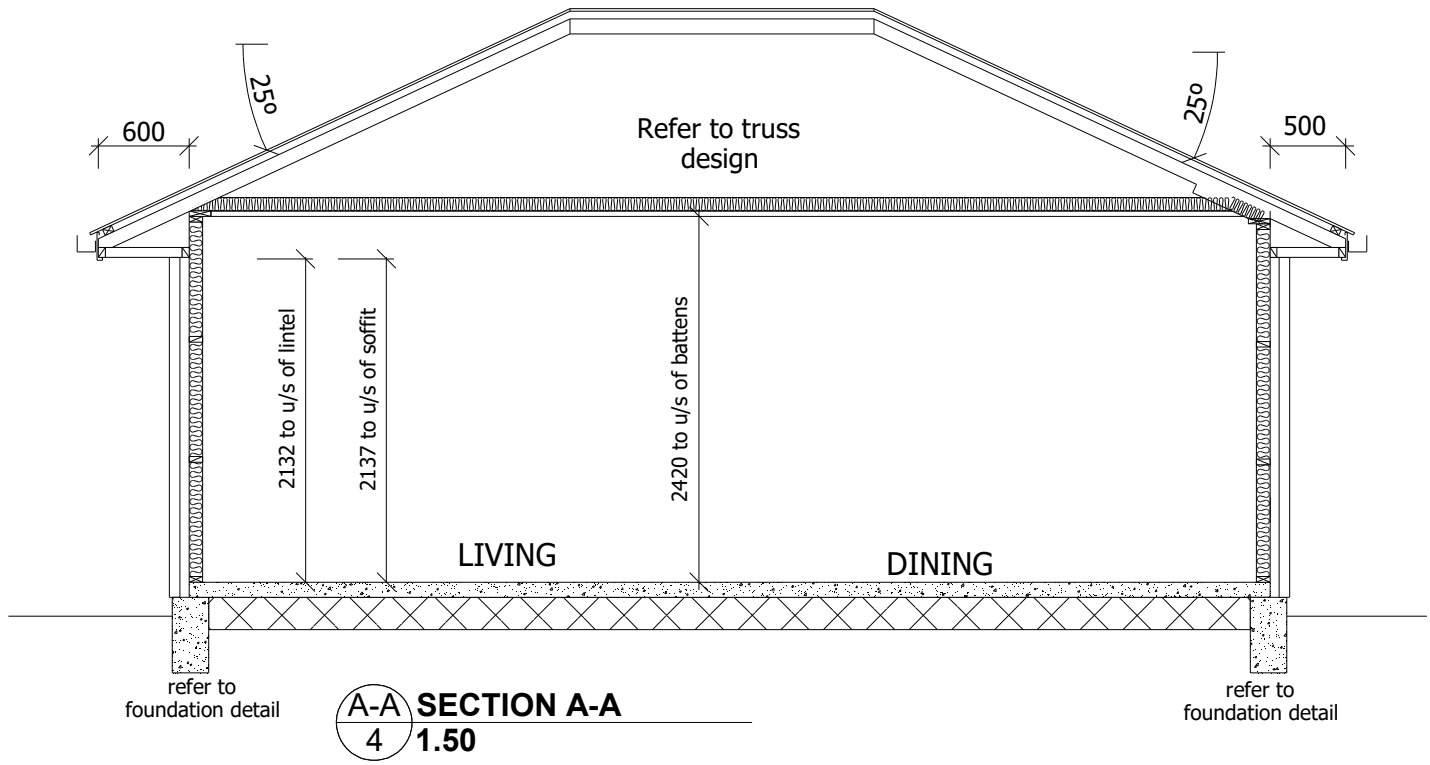 25º
25º
600
500
Refer to truss
design
2132 to u/s of lintel
2137 to u/s of soffit
2420 to u/s of battens
LIVING
DINING
refer to
foundation detail
refer to
foundation detail
A-A
SECTION A-A
4
1.50